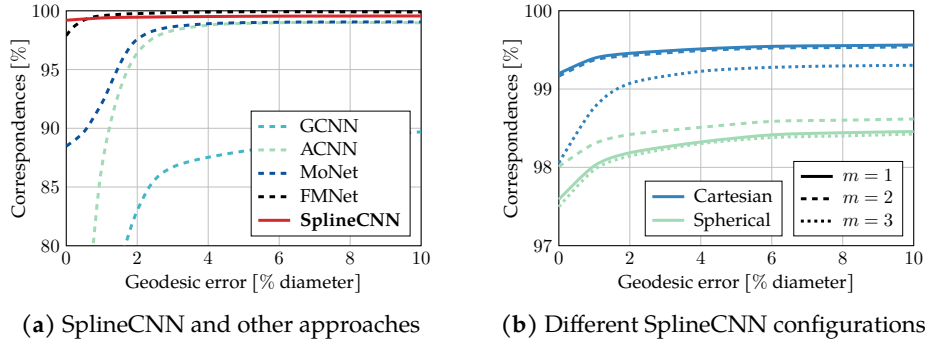 100
95
90
85
80
0
2
4
6
8
10
Correspondences [%]
Geodesic error [% diameter]
GCNN
ACNN
MoNet
FMNet
SplineCNN
(a) SplineCNN and other approaches
100
99
98
97
0
2
4
6
8
10
Correspondences [%]
Geodesic error [% diameter]
Cartesian
Spherical
m = 1
m = 2
m = 3
(b) Different SplineCNN configurations